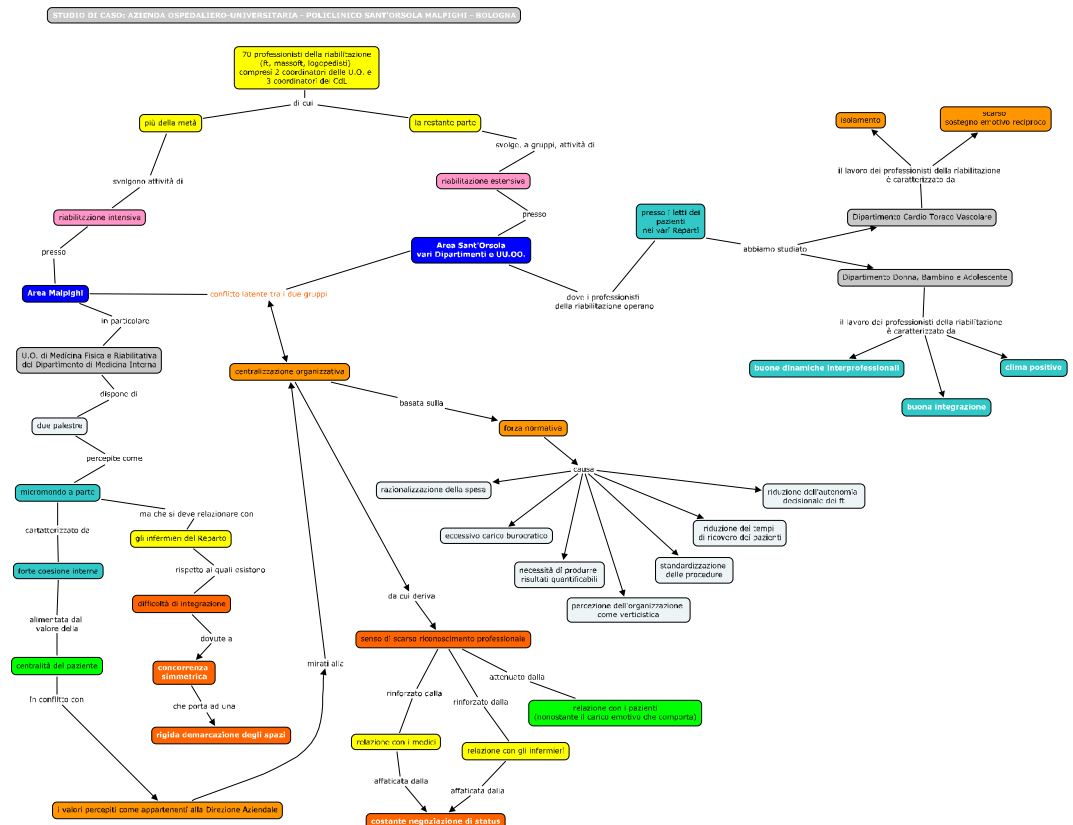 STUDIO DI CASO: AZIENDA OSPEDALIERO-UNIVERSITARIA - POLICLINICO SANT'ORSOLA MALPIGHI - BOLOGNA
70 professionisti della riabilitazione
(ft, massoft, logopedisti)
compresi 2 coordinatori delle U.O. e
3 coordinatori dei CdL
di cui
più della metà
la restante parte
svolgono attività di
svolge, a gruppi, attività di
riabilitazione intensiva
riabilitazione estensiva
presso
presso
Area Malpighi
Area Sant'Orsola
vari Dipartimenti e UU.OO.
conflitto latente tra i due gruppi
dove i professionisti
della riabilitazione operano
presso i letti dei
pazienti
nei vari Reparti
abbiamo studiato
Dipartimento Cardio Toraco Vascolare
il lavoro dei professionisti della riabilitazione
è caratterizzato da
isolamento
scarso
sostegno emotivo reciproco
Dipartimento Donna, Bambino e Adolescente
il lavoro dei professionisti della riabilitazione
è caratterizzato da
buone dinamiche interprofessionali
buona integrazione
clima positivo
in particolare
U.O. di Medicina Fisica e Riabilitativa
del Dipartimento di Medicina Interna
dispone di
due palestre
percepite come
micromondo a parte
cartatterizzato da
forte coesione interna
alimentata dal
valore della
centralità del paziente
in conflitto con
i valori percepiti come appartenenti alla Direzione Aziendale
mirati alla
ma che si deve relazionare con
gli infermieri del Reparto
rispetto ai quali esistono
difficoltà di integrazione
dovute a
concorrenza
simmetrica
che porta ad una
rigida demarcazione degli apazi
centralizzazione organizzativa
basata sulla
forza normativa
causa
razionalizzazione della spesa
eccessivo carico burocratico
necessità di produrre
risultati quantificabili
percezione dell'organizzazione
come verticistica
standardizzazione
delle procedure
riduzione dei tempi
di ricovero dei pazienti
riduzione dell'autonomia
decisionale dei ft
da cui deriva
senso di scarso riconoscimento professionale
rinforzato dalla
rinforzato dalla
attenuato dalla
relazione con i medici
relazione con gli infermieri
relazione con i pazienti
(nonostante il carico emotivo che comporta)
affaticata dalla
affaticata dalla
costante negoziazione di status